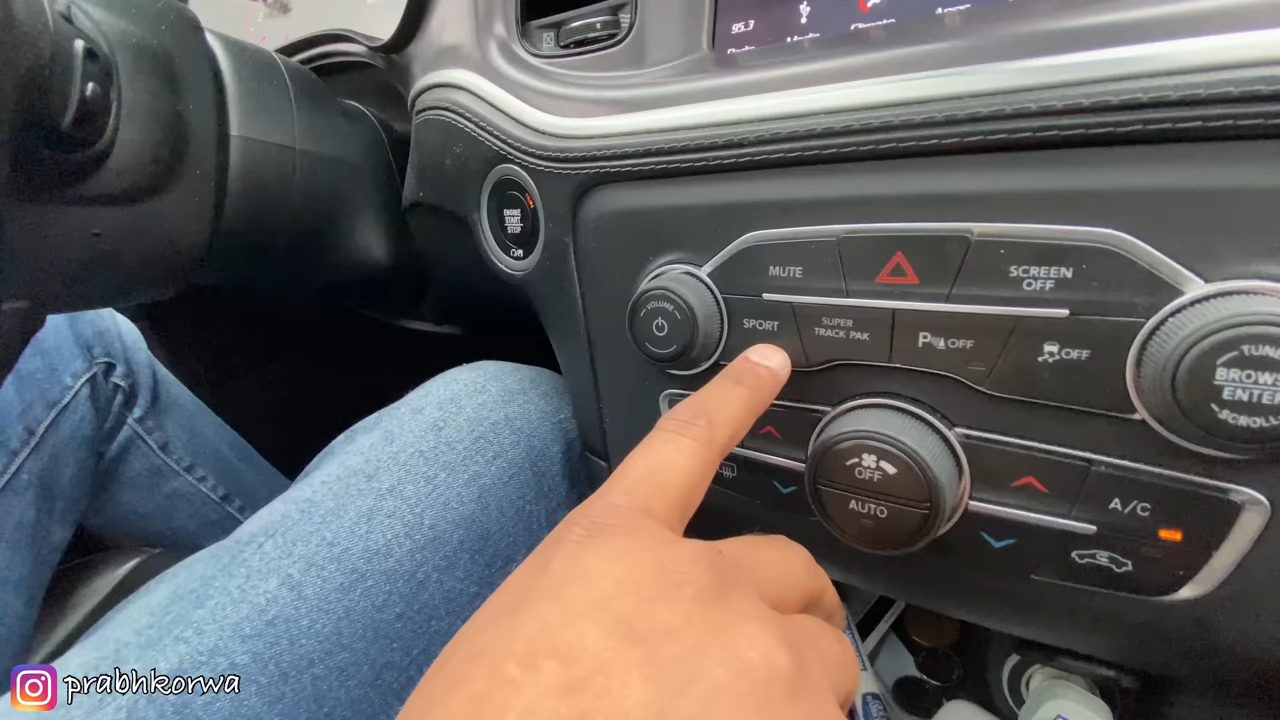 95.3
ENGINE
START
STOP
MUTE
SCREEN
OFF
VOLUME
SPORT
SUPER
TRACK PAK
P OFF
OFF
TUNE
BROWSE
ENTER
SCROLL
OFF
AUTO
A/C
prabhkorwa